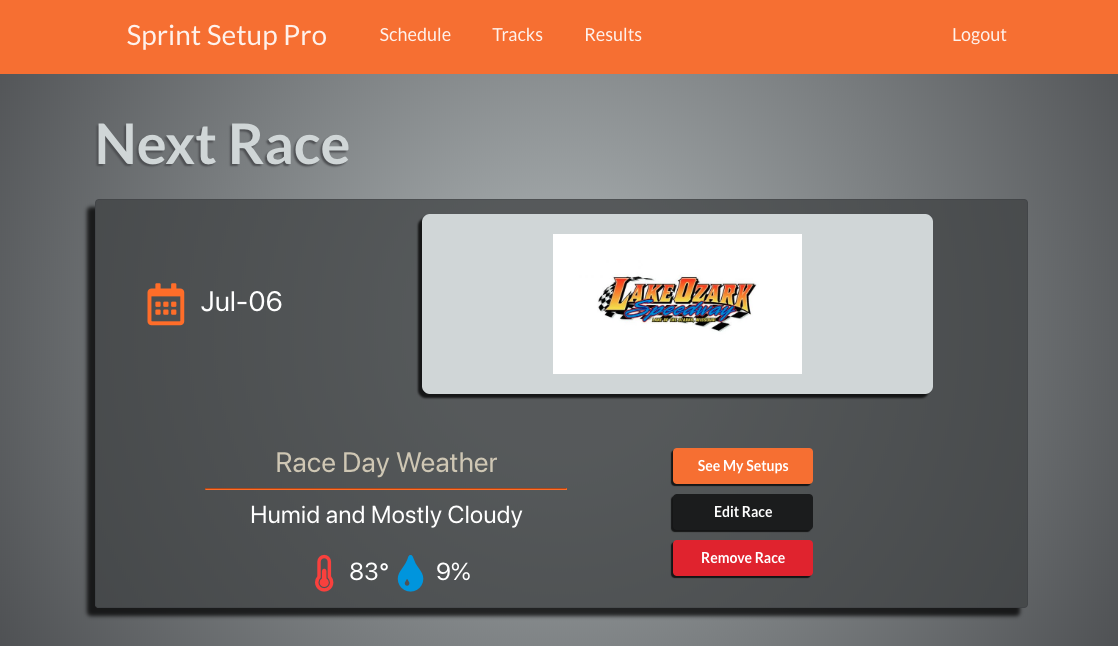 Sprint Setup Pro Schedule Tracks Results Logout
Next Race
Jul-06
LAKE OZARK
Speedway
Race Day Weather
Humid and Mostly Cloudy
83° 9%
See My Setups
Edit Race
Remove Race